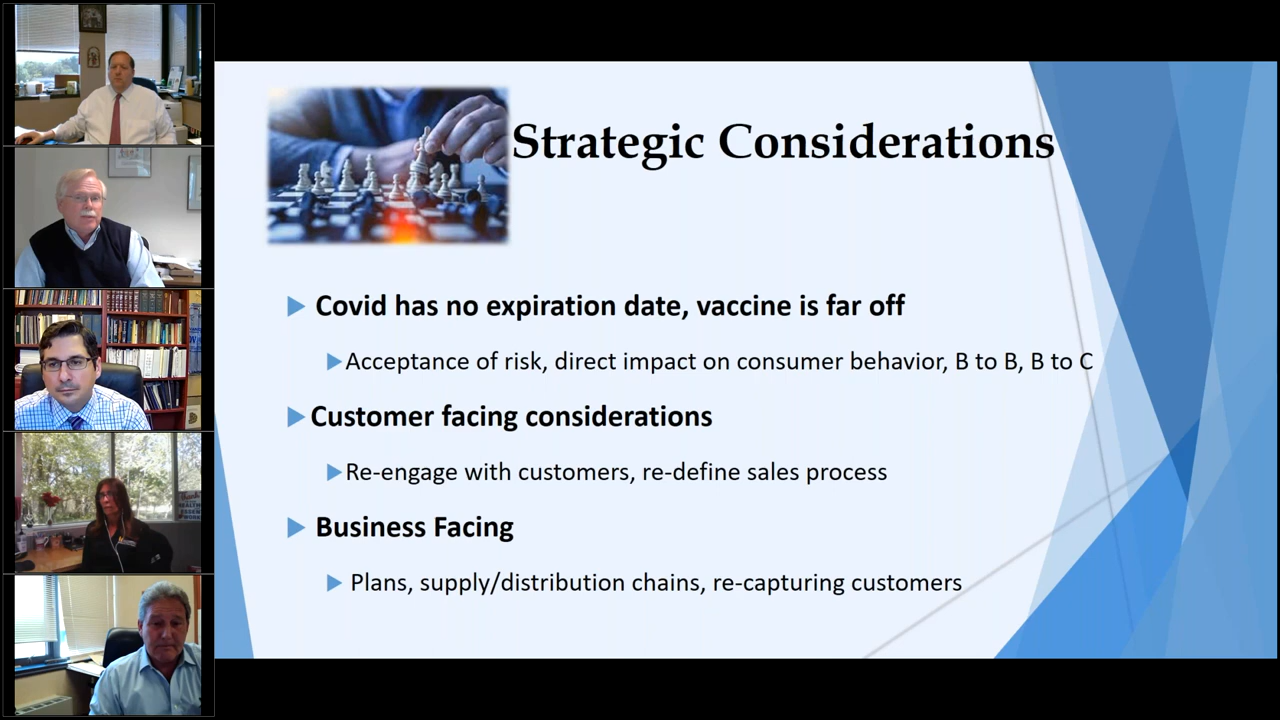 Strategic Considerations
Covid has no expiration date, vaccine is far off
Acceptance of risk, direct impact on consumer behavior, B to B, B to C
Customer facing considerations
Re-engage with customers, re-define sales process
Business Facing
Plans, supply/distribution chains, re-capturing customers